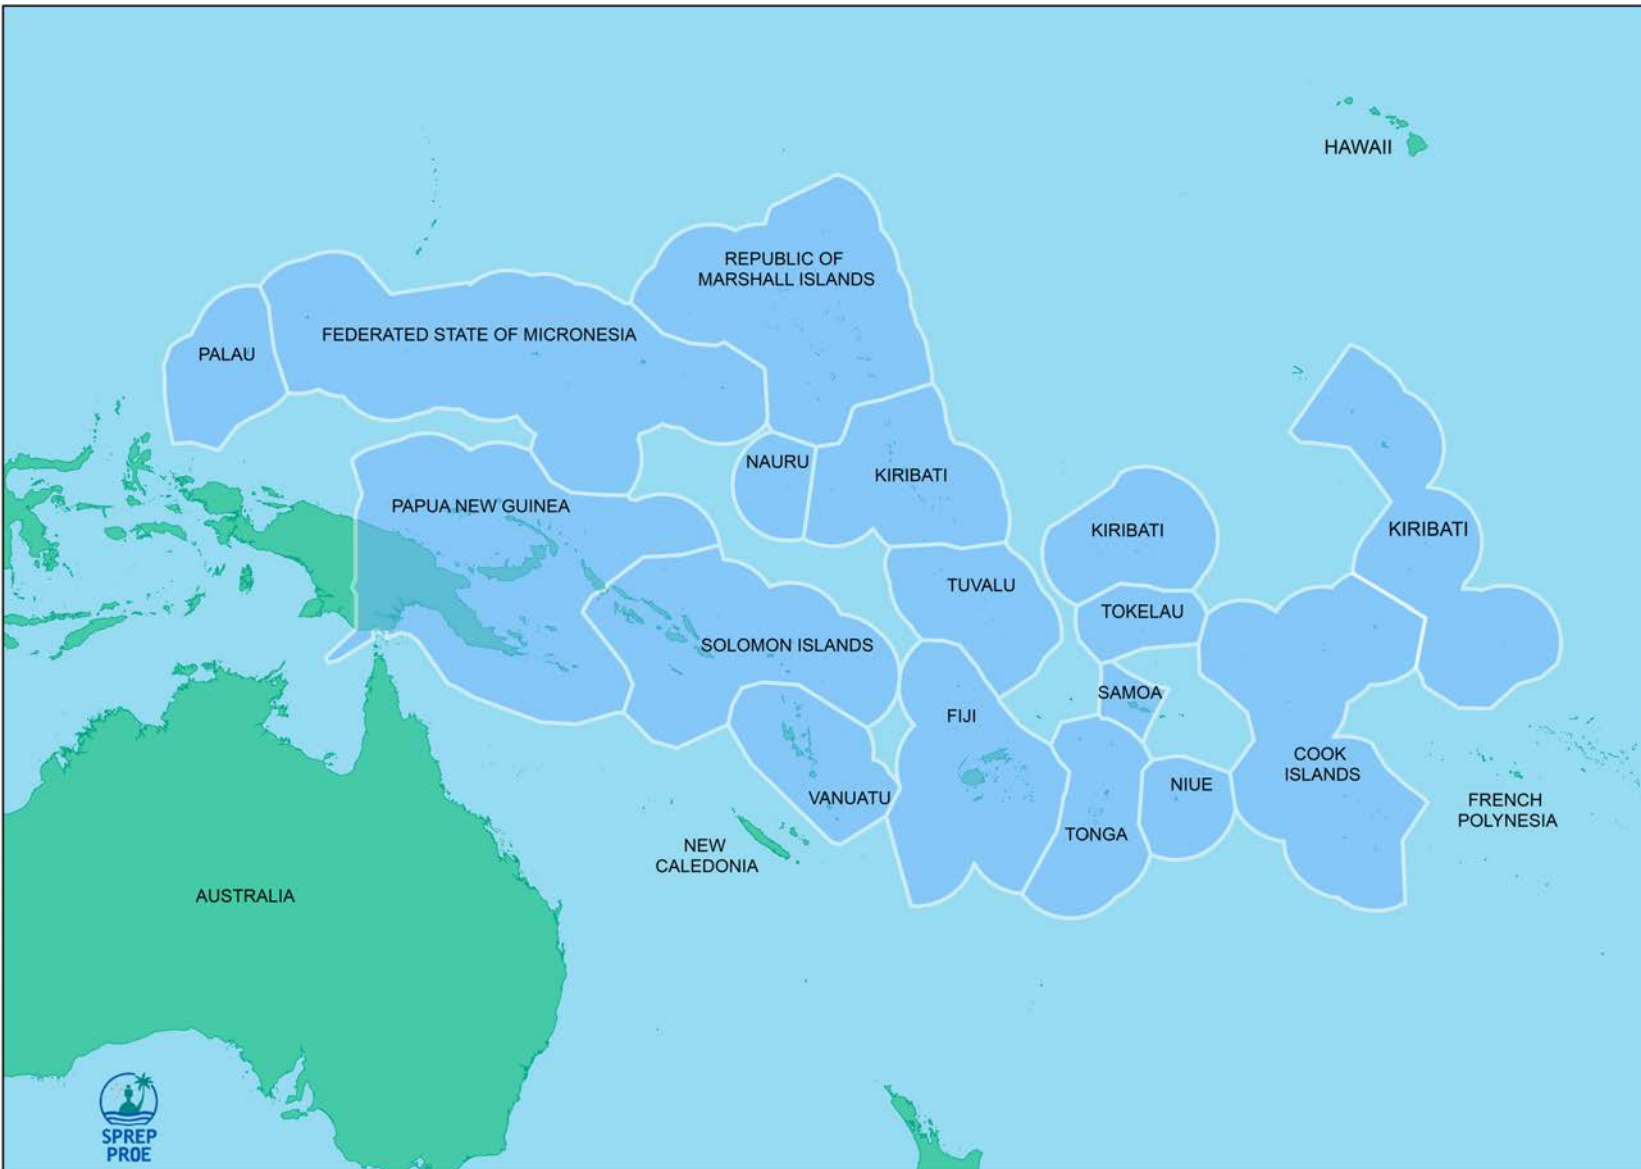 HAWAII
REPUBLIC OF
MARSHALL ISLANDS
FEDERATED STATE OF MICRONESIA
PALAU
NAURU
KIRIBATI
PAPUA NEW GUINEA
KIRIBATI
KIRIBATI
TUVALU
TOKELAU
SOLOMON ISLANDS
SAMOA
FIJI
COOK
ISLANDS
NIUE
VANUATU
FRENCH
POLYNESIA
TONGA
NEW
CALEDONIA
AUSTRALIA
SPREP
PROE